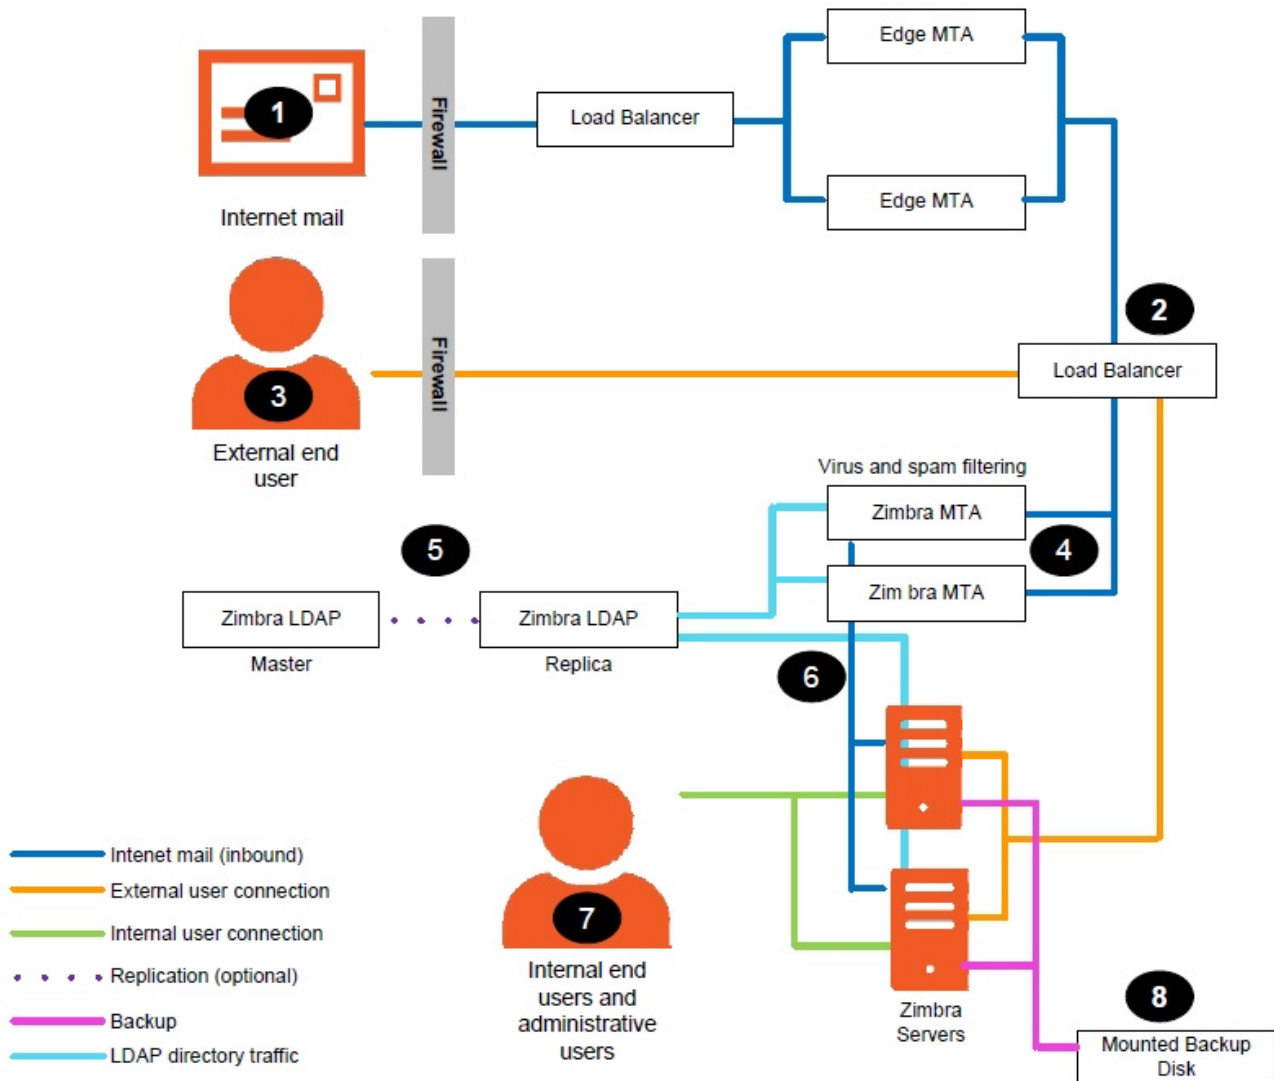 Edge MTA
1
Firewall
Load Balancer
Edge MTA
Internet mail
2
Firewall
Load Balancer
3
External end
user
Virus and spam filtering
Zimbra MTA
4
5
Zim bra MTA
Zimbra LDAP
Zimbra LDAP
Master
Replica
6
7
Intenet mail (inbound)
External user connection
Internal user connection
Replication (optional)
Backup
LDAP directory traffic
Internal end
users and
administrative
users
Zimbra
Servers
8
Mounted Backup
Disk